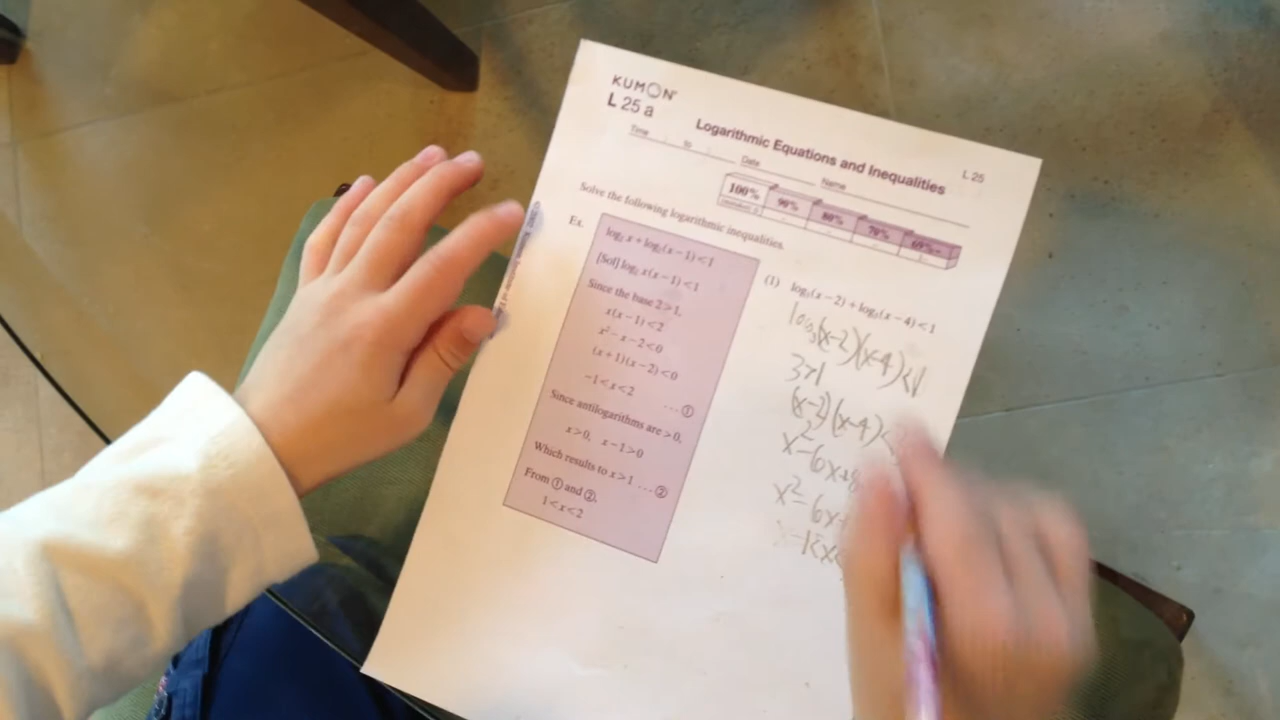 KUMON
L 25 a
Logarithmic Equations and Inequalities
L 25
Time
to
Date
Name
100%
90%
80%
70%
69%~
Solve the following logarithmic inequalities.
Ex.
log₂ x + log₂(x − 1) < 1
[Sol] log₂ x(x − 1) < 1
Since the base 2 > 1,
x(x − 1) < 2
x² − x − 2 < 0
(x + 1)(x − 2) < 0
−1 < x < 2 …①
Since antilogarithms are > 0,
x > 0, x − 1 > 0
Which results to x > 1 …②
From ① and ②,
1 < x < 2
(1) log₃(x − 2) + log₃(x − 4) < 1
log₃(x-2)(x-4)<1
3>1
(x-2)(x-4)<
x²-6x+
x²-6x+
-1<x<